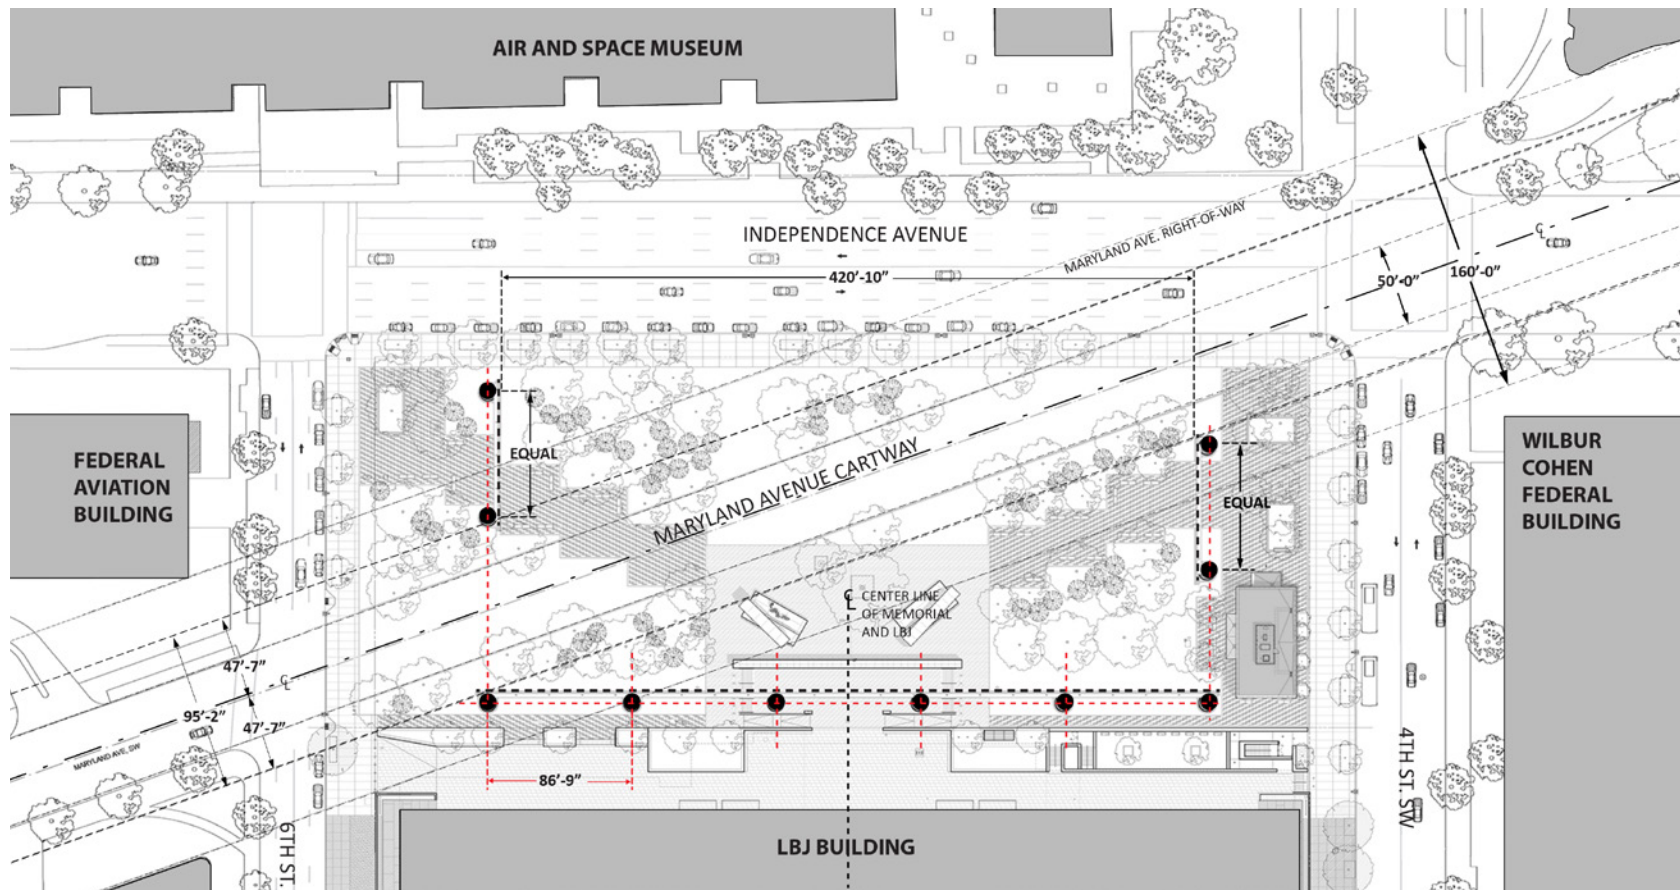 AIR AND SPACE MUSEUM
INDEPENDENCE AVENUE
MARYLAND AVE. RIGHT-OF-WAY
℄
420’-10”
50’-0”
160’-0”
FEDERAL
AVIATION
BUILDING
EQUAL
MARYLAND AVENUE CARTWAY
EQUAL
WILBUR
COHEN
FEDERAL
BUILDING
℄ CENTER LINE
OF MEMORIAL
AND LBJ
47’-7”
℄
95’-2”
47’-7”
MARYLAND AVE, SW
86’-9”
4TH ST. SW
6TH ST.
LBJ BUILDING